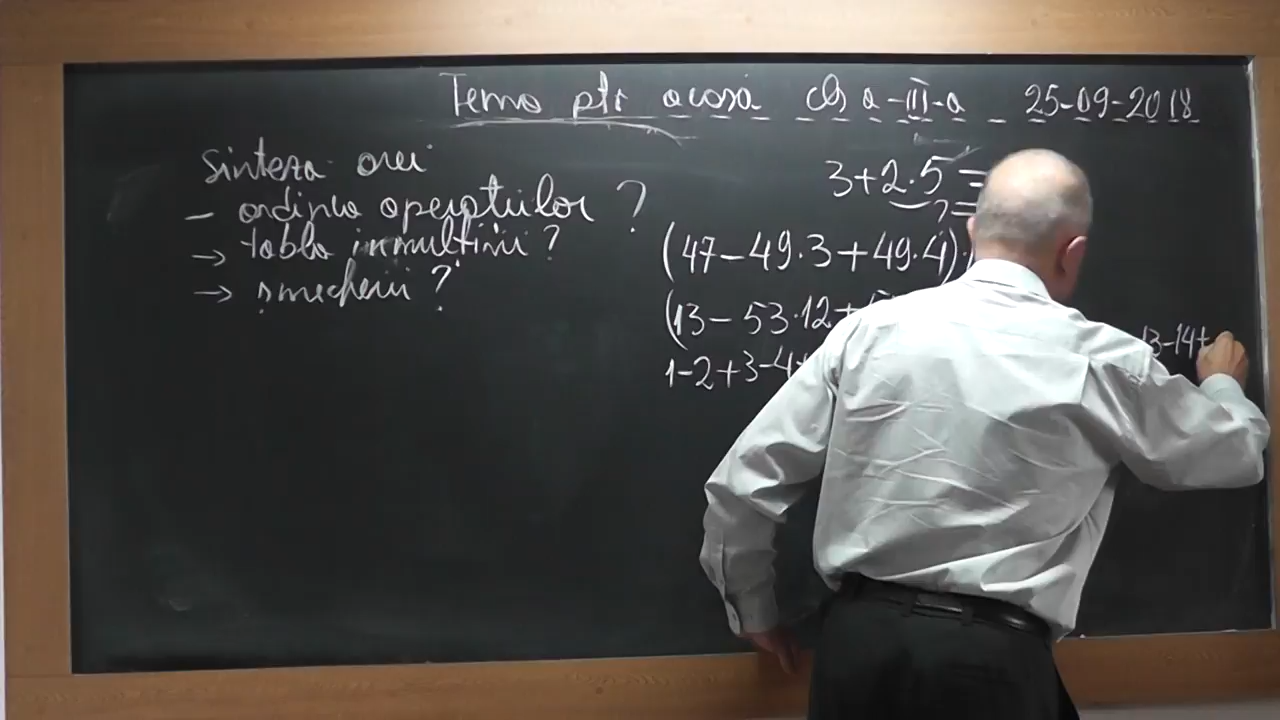 Tema ptr acasă cls a-III-a 25-09-2018
Sinteza orei
- ordinea operațiilor ?
→ tabla inmultirii ?
→ smecherii ?
3+2·5=
? =
(47-49·3+49·4)·
(13-53·12+
1-2+3-4+ 13-14+